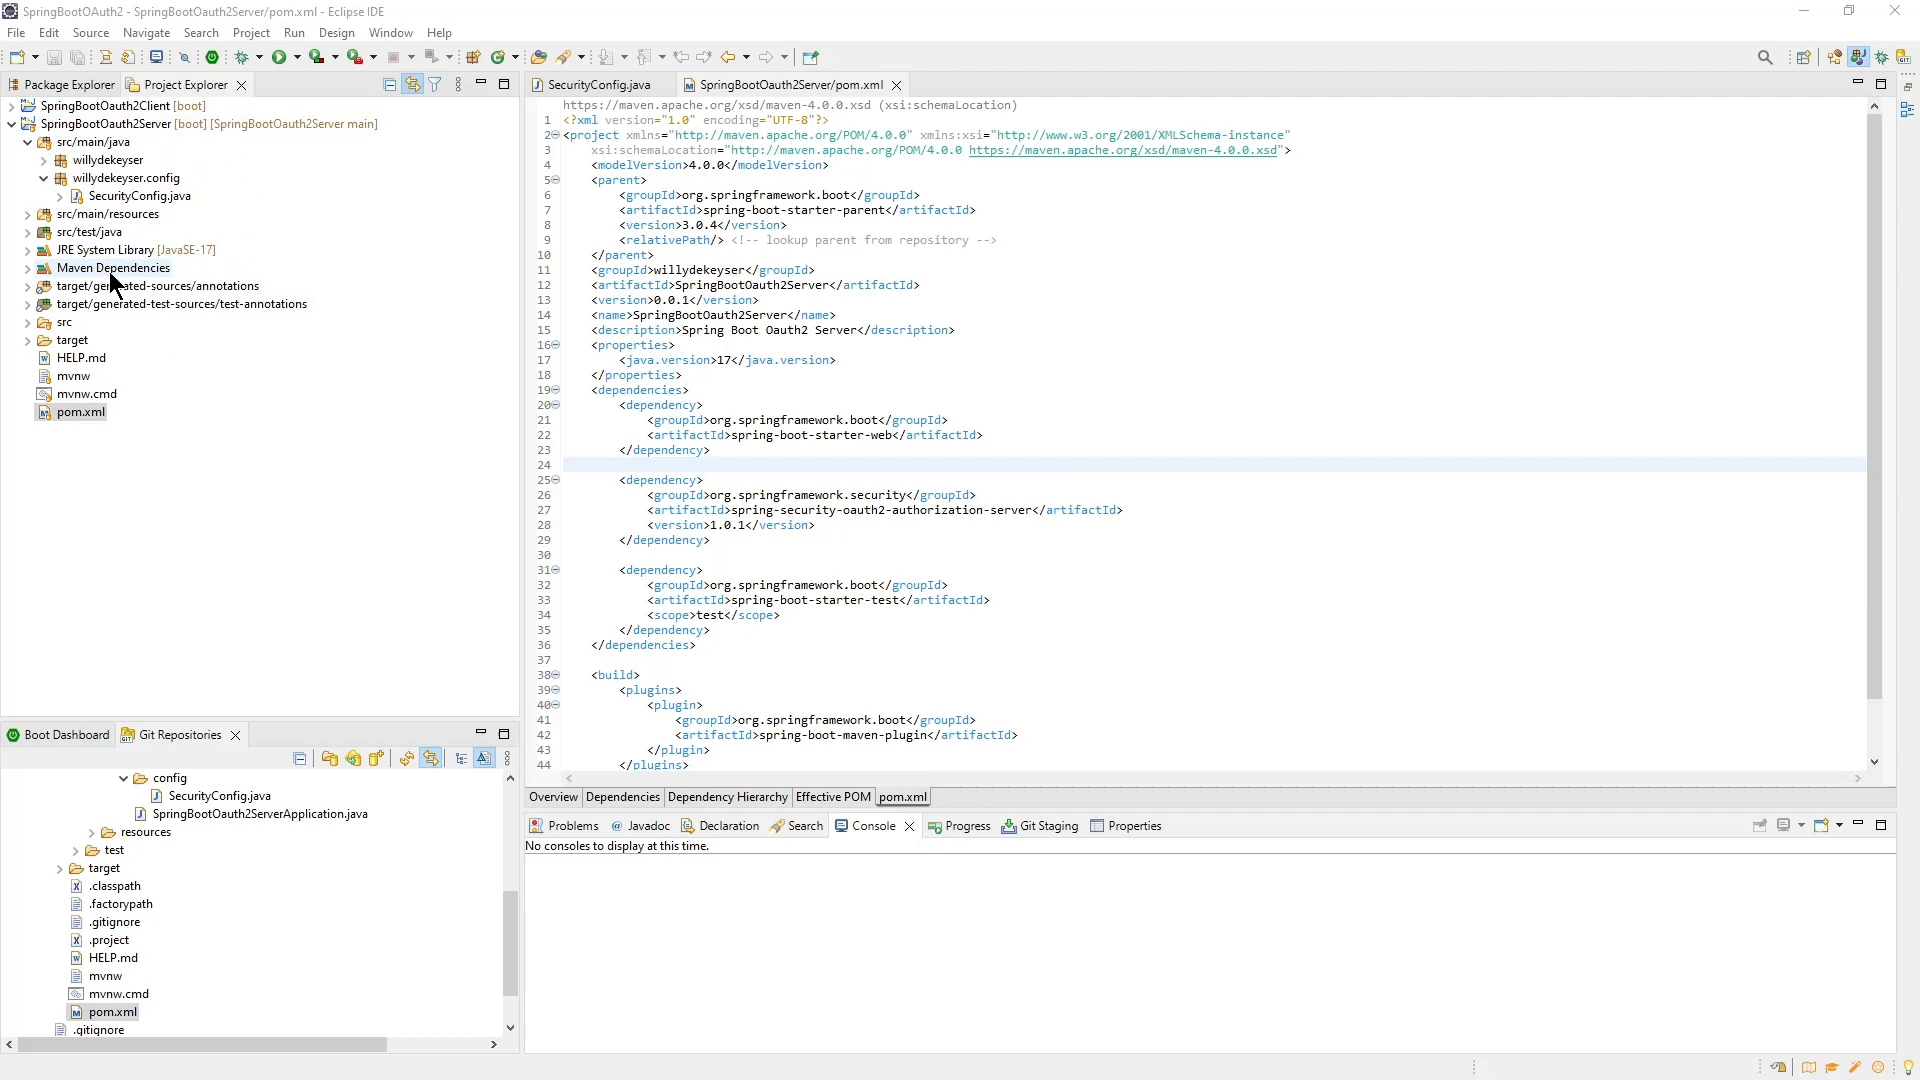 SpringBootOAuth2 - SpringBootOauth2Server/pom.xml - Eclipse IDE
File Edit Source Navigate Search Project Run Design Window Help
Package Explorer Project Explorer
SpringBootOauth2Client [boot]
SpringBootOauth2Server [boot] [SpringBootOauth2Server main]
src/main/java
willydekeyser
willydekeyser.config
SecurityConfig.java
src/main/resources
src/test/java
JRE System Library [JavaSE-17]
Maven Dependencies
target/generated-sources/annotations
target/generated-test-sources/test-annotations
src
target
HELP.md
mvnw
mvnw.cmd
pom.xml
SecurityConfig.java SpringBootOauth2Server/pom.xml
https://maven.apache.org/xsd/maven-4.0.0.xsd (xsi:schemaLocation)
1 <?xml version="1.0" encoding="UTF-8"?>
2 <project xmlns="http://maven.apache.org/POM/4.0.0" xmlns:xsi="http://www.w3.org/2001/XMLSchema-instance"
3 xsi:schemaLocation="http://maven.apache.org/POM/4.0.0 https://maven.apache.org/xsd/maven-4.0.0.xsd">
4 <modelVersion>4.0.0</modelVersion>
5 <parent>
6 <groupId>org.springframework.boot</groupId>
7 <artifactId>spring-boot-starter-parent</artifactId>
8 <version>3.0.4</version>
9 <relativePath/> <!-- lookup parent from repository -->
10 </parent>
11 <groupId>willydekeyser</groupId>
12 <artifactId>SpringBootOauth2Server</artifactId>
13 <version>0.0.1</version>
14 <name>SpringBootOauth2Server</name>
15 <description>Spring Boot Oauth2 Server</description>
16 <properties>
17 <java.version>17</java.version>
18 </properties>
19 <dependencies>
20 <dependency>
21 <groupId>org.springframework.boot</groupId>
22 <artifactId>spring-boot-starter-web</artifactId>
23 </dependency>
24
25 <dependency>
26 <groupId>org.springframework.security</groupId>
27 <artifactId>spring-security-oauth2-authorization-server</artifactId>
28 <version>1.0.1</version>
29 </dependency>
30
31 <dependency>
32 <groupId>org.springframework.boot</groupId>
33 <artifactId>spring-boot-starter-test</artifactId>
34 <scope>test</scope>
35 </dependency>
36 </dependencies>
37
38 <build>
39 <plugins>
40 <plugin>
41 <groupId>org.springframework.boot</groupId>
42 <artifactId>spring-boot-maven-plugin</artifactId>
43 </plugin>
44 </plugins>
Overview Dependencies Dependency Hierarchy Effective POM pom.xml
Boot Dashboard Git Repositories
config
SecurityConfig.java
SpringBootOauth2ServerApplication.java
resources
test
target
.classpath
.factorypath
.gitignore
.project
HELP.md
mvnw
mvnw.cmd
pom.xml
.gitignore
Problems Javadoc Declaration Search Console Progress Git Staging Properties
No consoles to display at this time.